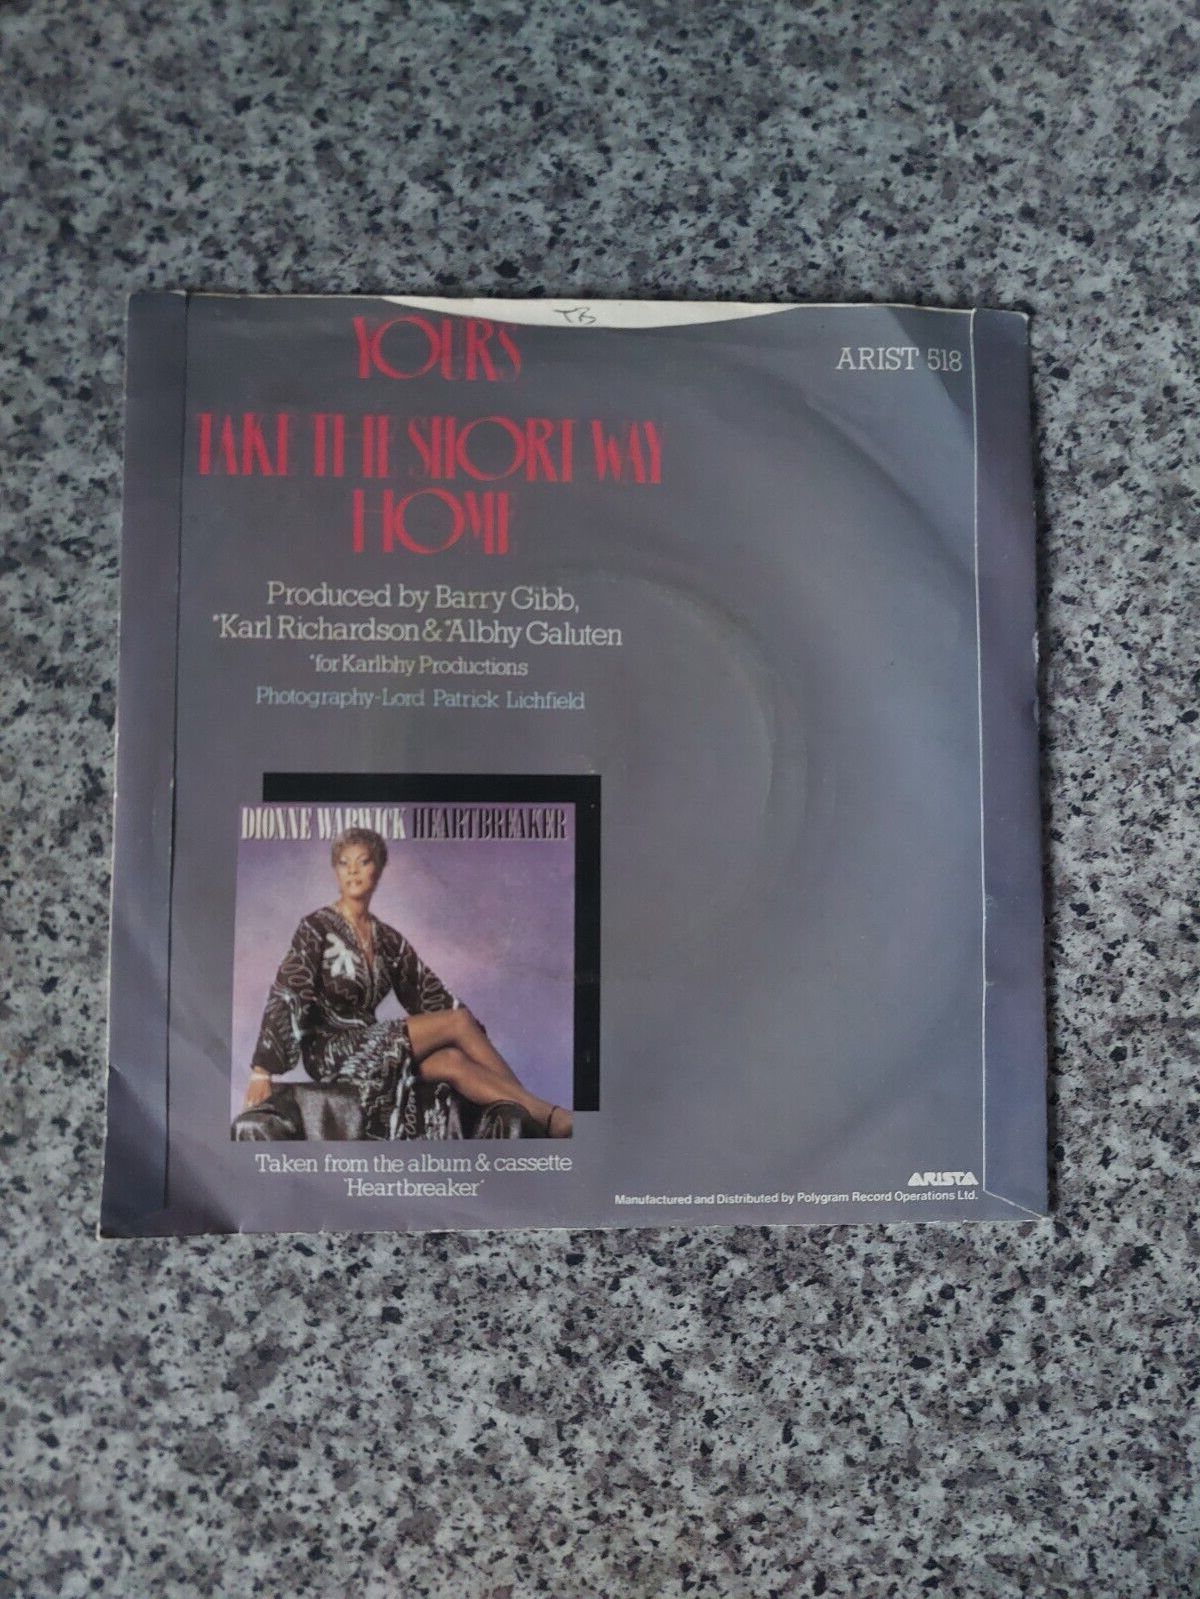 TB
YOURS
ARIST 518
TAKE THE SHORT WAY
HOME
Produced by Barry Gibb,
*Karl Richardson & *Albhy Galuten
*for Karlbhy Productions
Photography-Lord Patrick Lichfield
DIONNE WARWICK HEARTBREAKER
Taken from the album & cassette
'Heartbreaker'
ARISTA
Manufactured and Distributed by Polygram Record Operations Ltd.